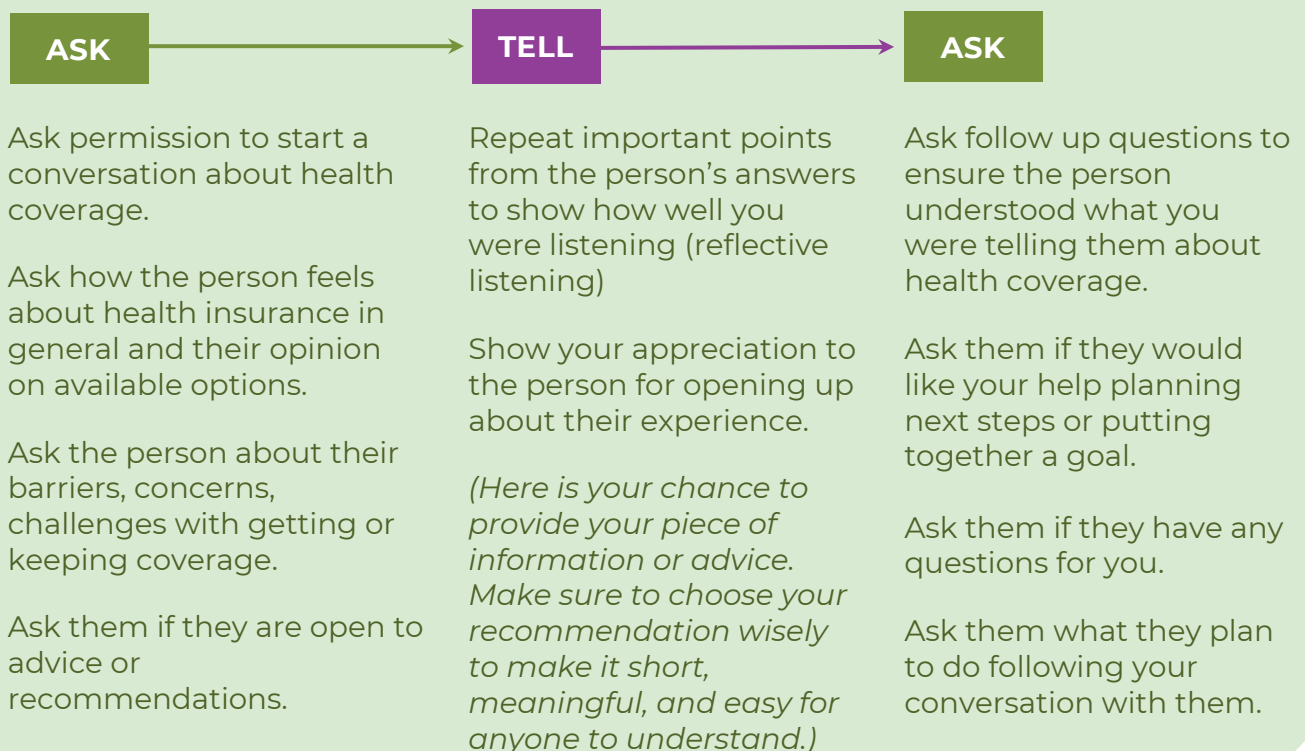 ASK
TELL
ASK
Ask permission to start a
conversation about health
coverage.
Ask how the person feels
about health insurance in
general and their opinion
on available options.
Ask the person about their
barriers, concerns,
challenges with getting or
keeping coverage.
Ask them if they are open to
advice or
recommendations.
Repeat important points
from the person’s answers
to show how well you
were listening (reflective
listening)
Show your appreciation to
the person for opening up
about their experience.
(Here is your chance to
provide your piece of
information or advice.
Make sure to choose your
recommendation wisely
to make it short,
meaningful, and easy for
anyone to understand.)
Ask follow up questions to
ensure the person
understood what you
were telling them about
health coverage.
Ask them if they would
like your help planning
next steps or putting
together a goal.
Ask them if they have any
questions for you.
Ask them what they plan
to do following your
conversation with them.